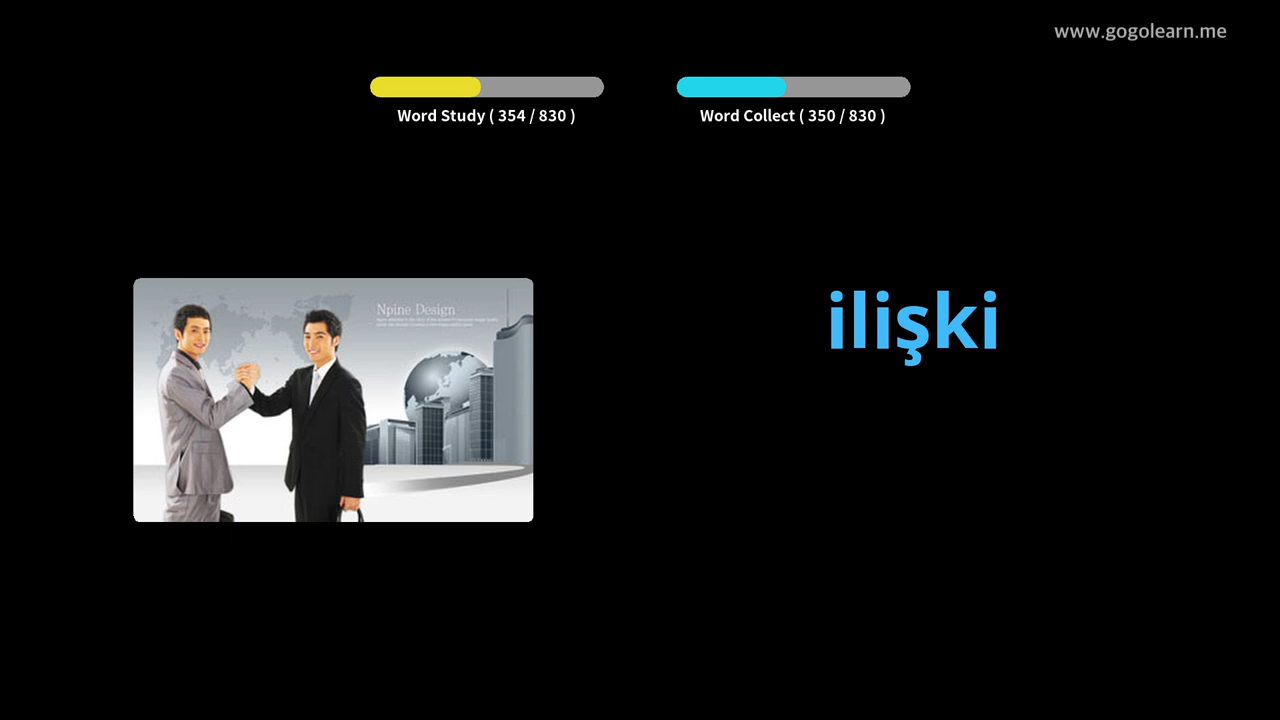 www.gogolearn.me
Word Study ( 354 / 830 )
Word Collect ( 350 / 830 )
Npine Design
ilişki